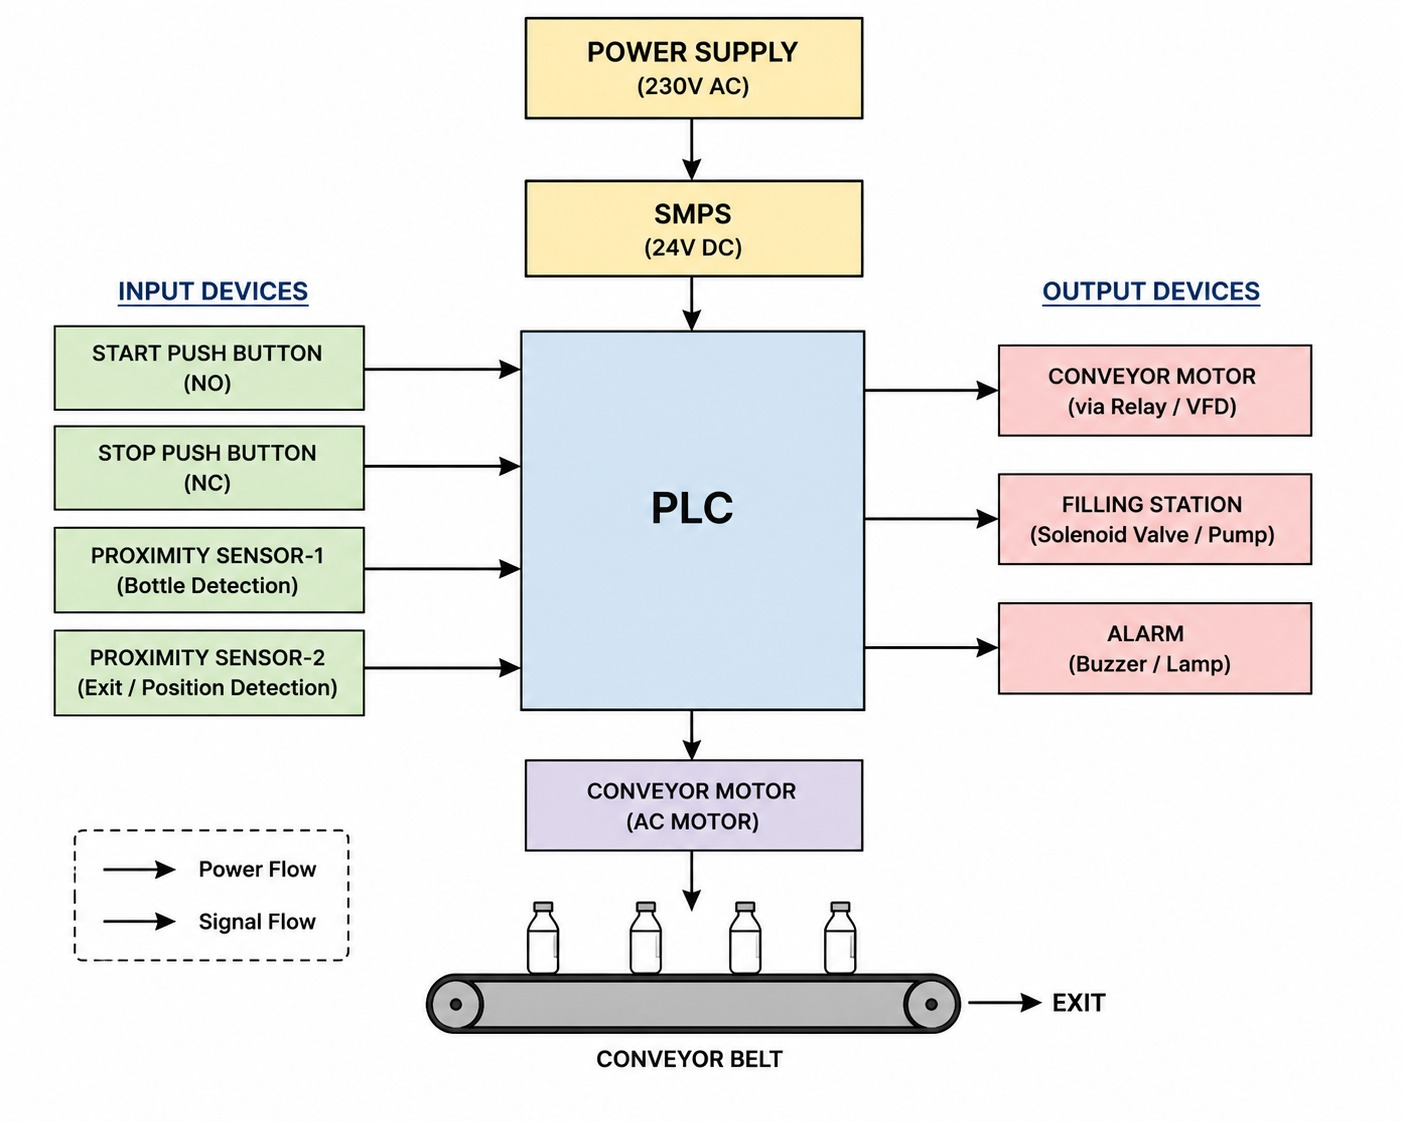 POWER SUPPLY
(230V AC)
SMPS
(24V DC)
INPUT DEVICES
START PUSH BUTTON
(NO)
STOP PUSH BUTTON
(NC)
PROXIMITY SENSOR-1
(Bottle Detection)
PROXIMITY SENSOR-2
(Exit / Position Detection)
PLC
OUTPUT DEVICES
CONVEYOR MOTOR
(via Relay / VFD)
FILLING STATION
(Solenoid Valve / Pump)
ALARM
(Buzzer / Lamp)
CONVEYOR MOTOR
(AC MOTOR)
Power Flow
Signal Flow
EXIT
CONVEYOR BELT